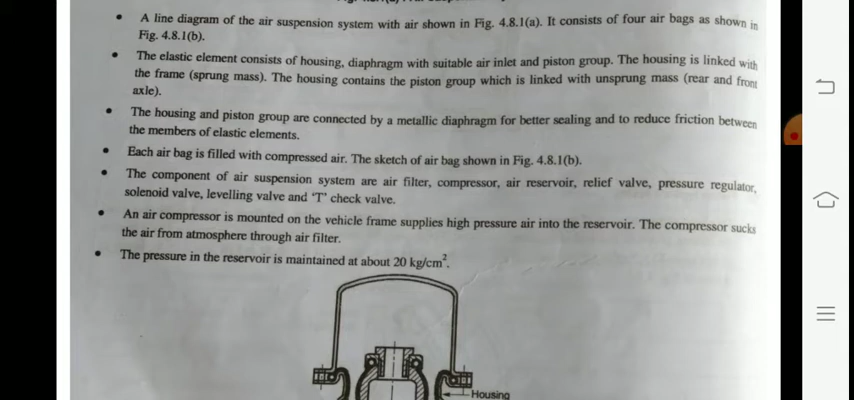 • A line diagram of the air suspension system with air shown in Fig. 4.8.1(a). It consists of four air bags as shown in
Fig. 4.8.1(b).
• The elastic element consists of housing, diaphragm with suitable air inlet and piston group. The housing is linked with
the frame (sprung mass). The housing contains the piston group which is linked with unsprung mass (rear and front
axle).
• The housing and piston group are connected by a metallic diaphragm for better sealing and to reduce friction between
the members of elastic elements.
• Each air bag is filled with compressed air. The sketch of air bag shown in Fig. 4.8.1(b).
• The component of air suspension system are air filter, compressor, air reservoir, relief valve, pressure regulator,
solenoid valve, levelling valve and ‘T’ check valve.
• An air compressor is mounted on the vehicle frame supplies high pressure air into the reservoir. The compressor sucks
the air from atmosphere through air filter.
• The pressure in the reservoir is maintained at about 20 kg/cm².
Housing